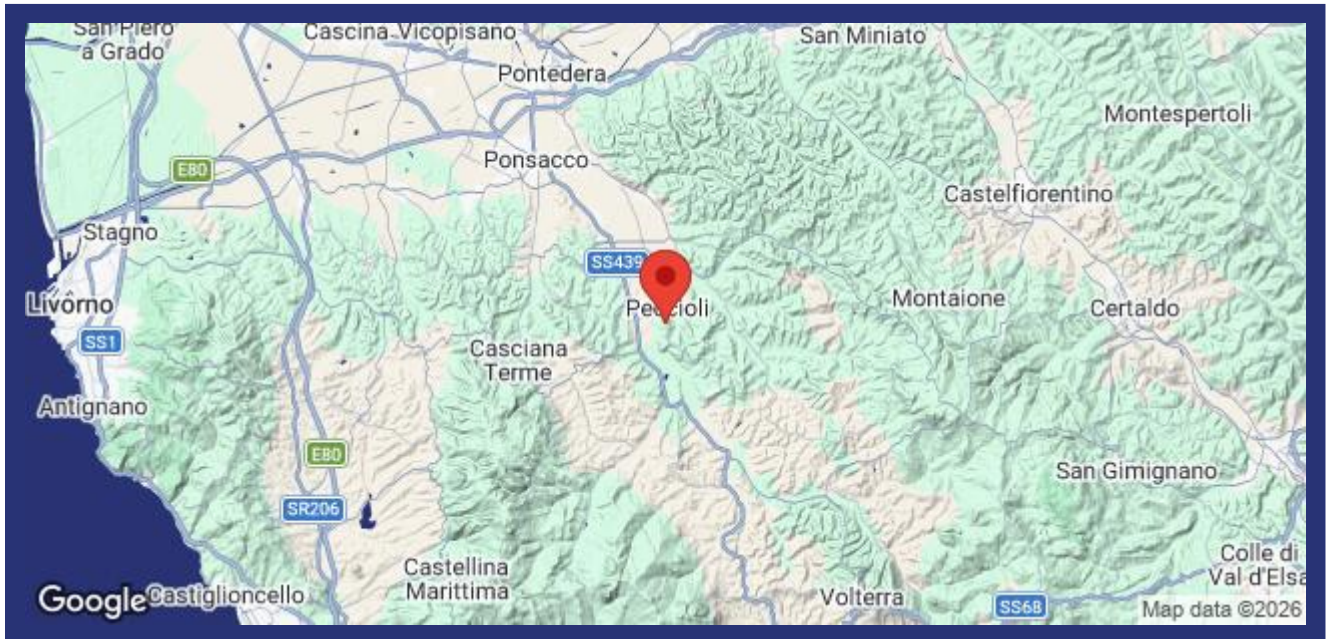 San Piero
a Grado
Cascina
Vicopisano
San Miniato
Pontedera
Montespertoli
Ponsacco
E80
Castelfiorentino
Stagno
SS439
Livorno
Peccioli
Montaione
Certaldo
SS1
Casciana
Terme
Antignano
E80
San Gimignano
SR206
Castellina
Marittima
Colle di
Val d'Elsa
Google
Castiglioncello
Volterra
SS68
Map data ©2026